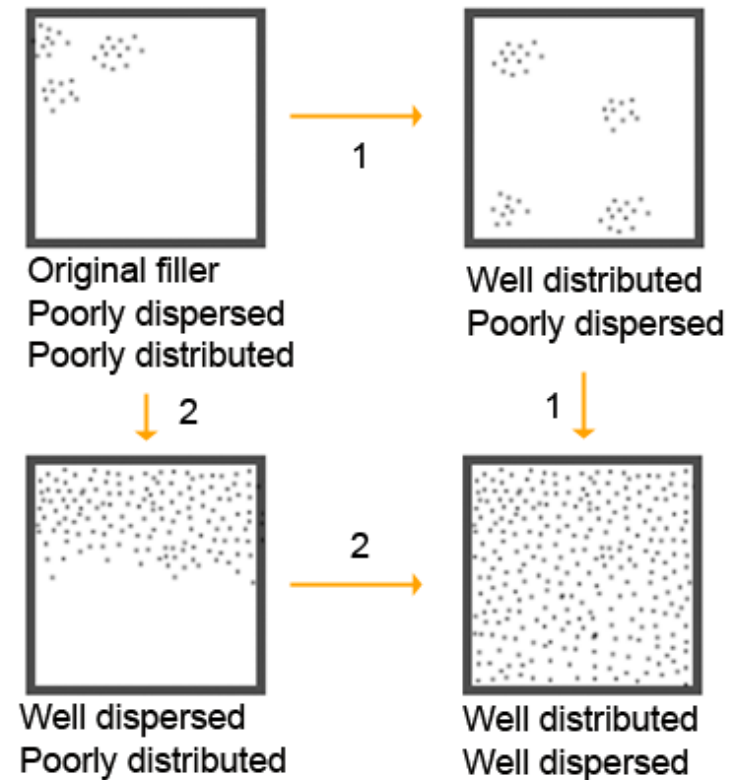 1
Original filler
Poorly dispersed
Poorly distributed
Well distributed
Poorly dispersed
2
1
2
Well dispersed
Poorly distributed
Well distributed
Well dispersed